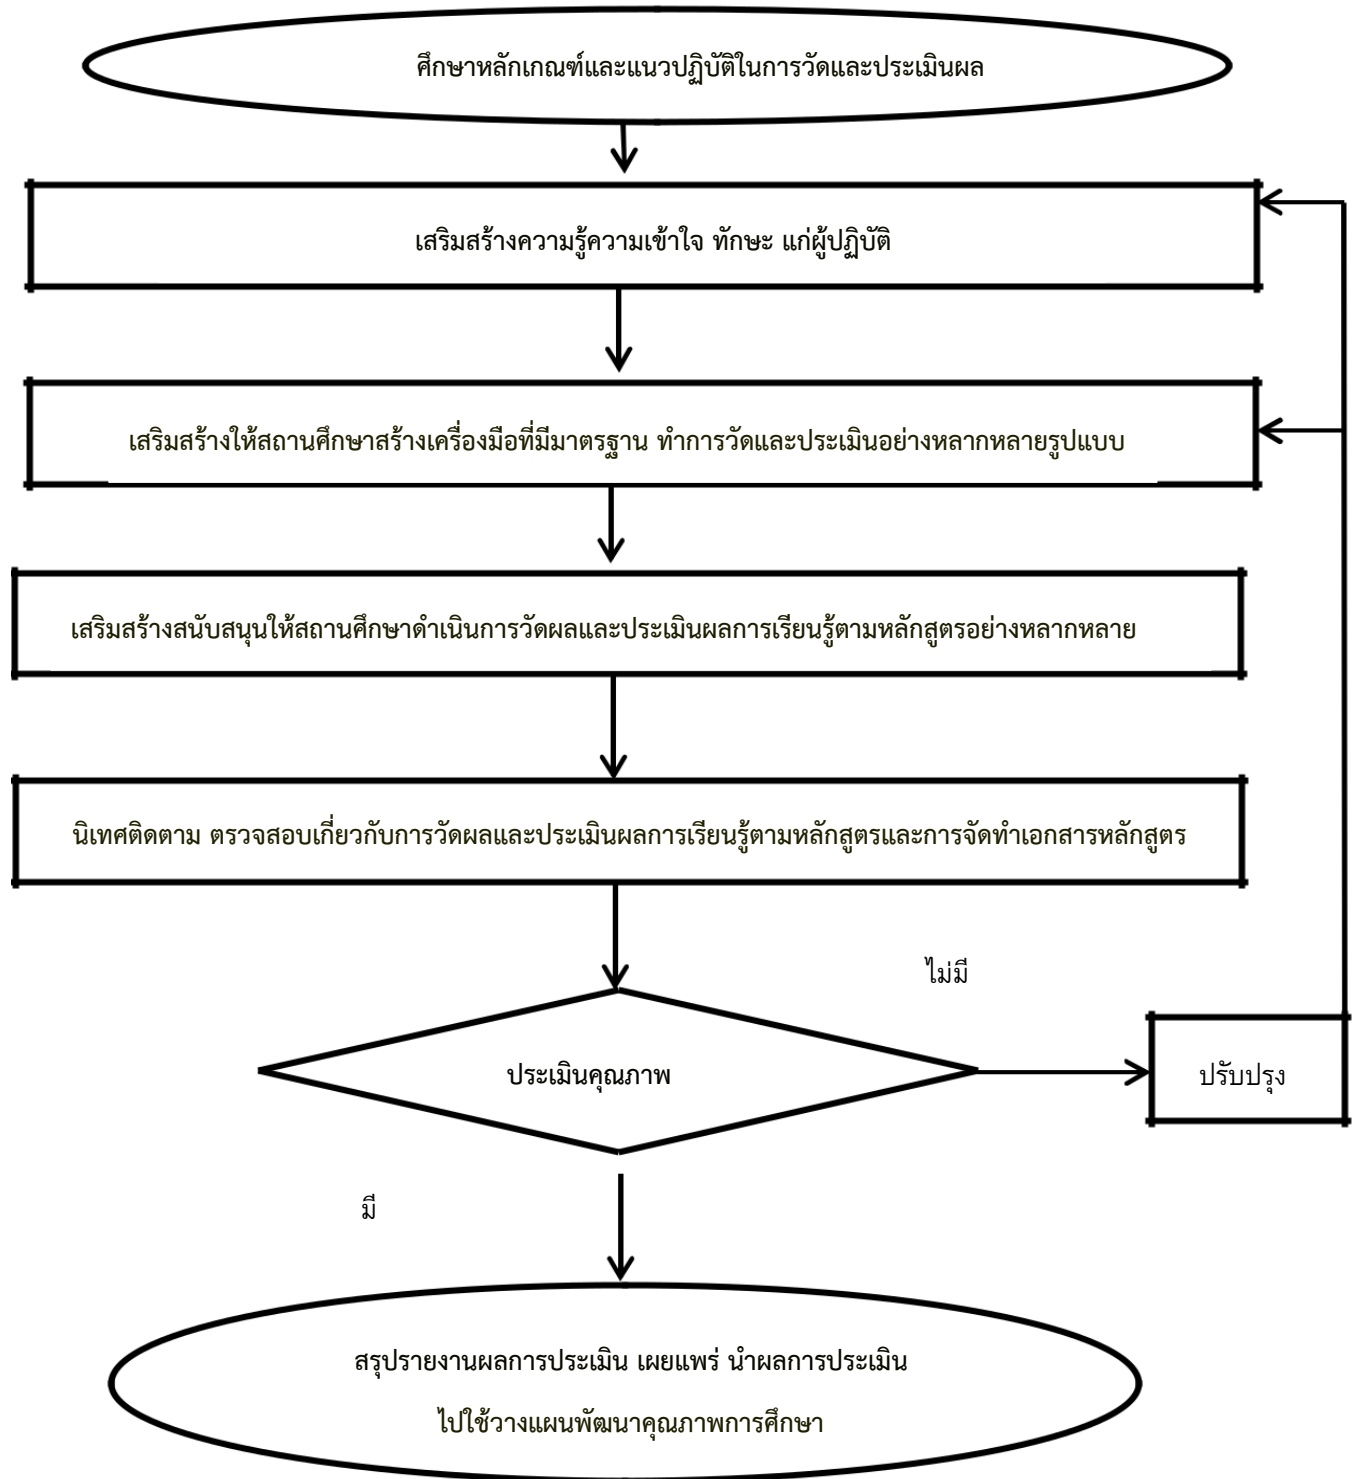 ศึกษาหลักเกณฑ์และแนวปฏิบัติในการวัดและประเมินผล
เสริมสร้างความรู้ความเข้าใจ ทักษะ แก่ผู้ปฏิบัติ
เสริมสร้างให้สถานศึกษาสร้างเครื่องมือที่มีมาตรฐาน ทำการวัดและประเมินอย่างหลากหลายรูปแบบ
เสริมสร้างสนับสนุนให้สถานศึกษาดำเนินการวัดผลและประเมินผลการเรียนรู้ตามหลักสูตรอย่างหลากหลาย
นิเทศติดตาม ตรวจสอบเกี่ยวกับการวัดผลและประเมินผลการเรียนรู้ตามหลักสูตรและการจัดทำเอกสารหลักสูตร
ไม่มี
ประเมินคุณภาพ
ปรับปรุง
มี
สรุปรายงานผลการประเมิน เผยแพร่ นำผลการประเมิน
ไปใช้วางแผนพัฒนาคุณภาพการศึกษา